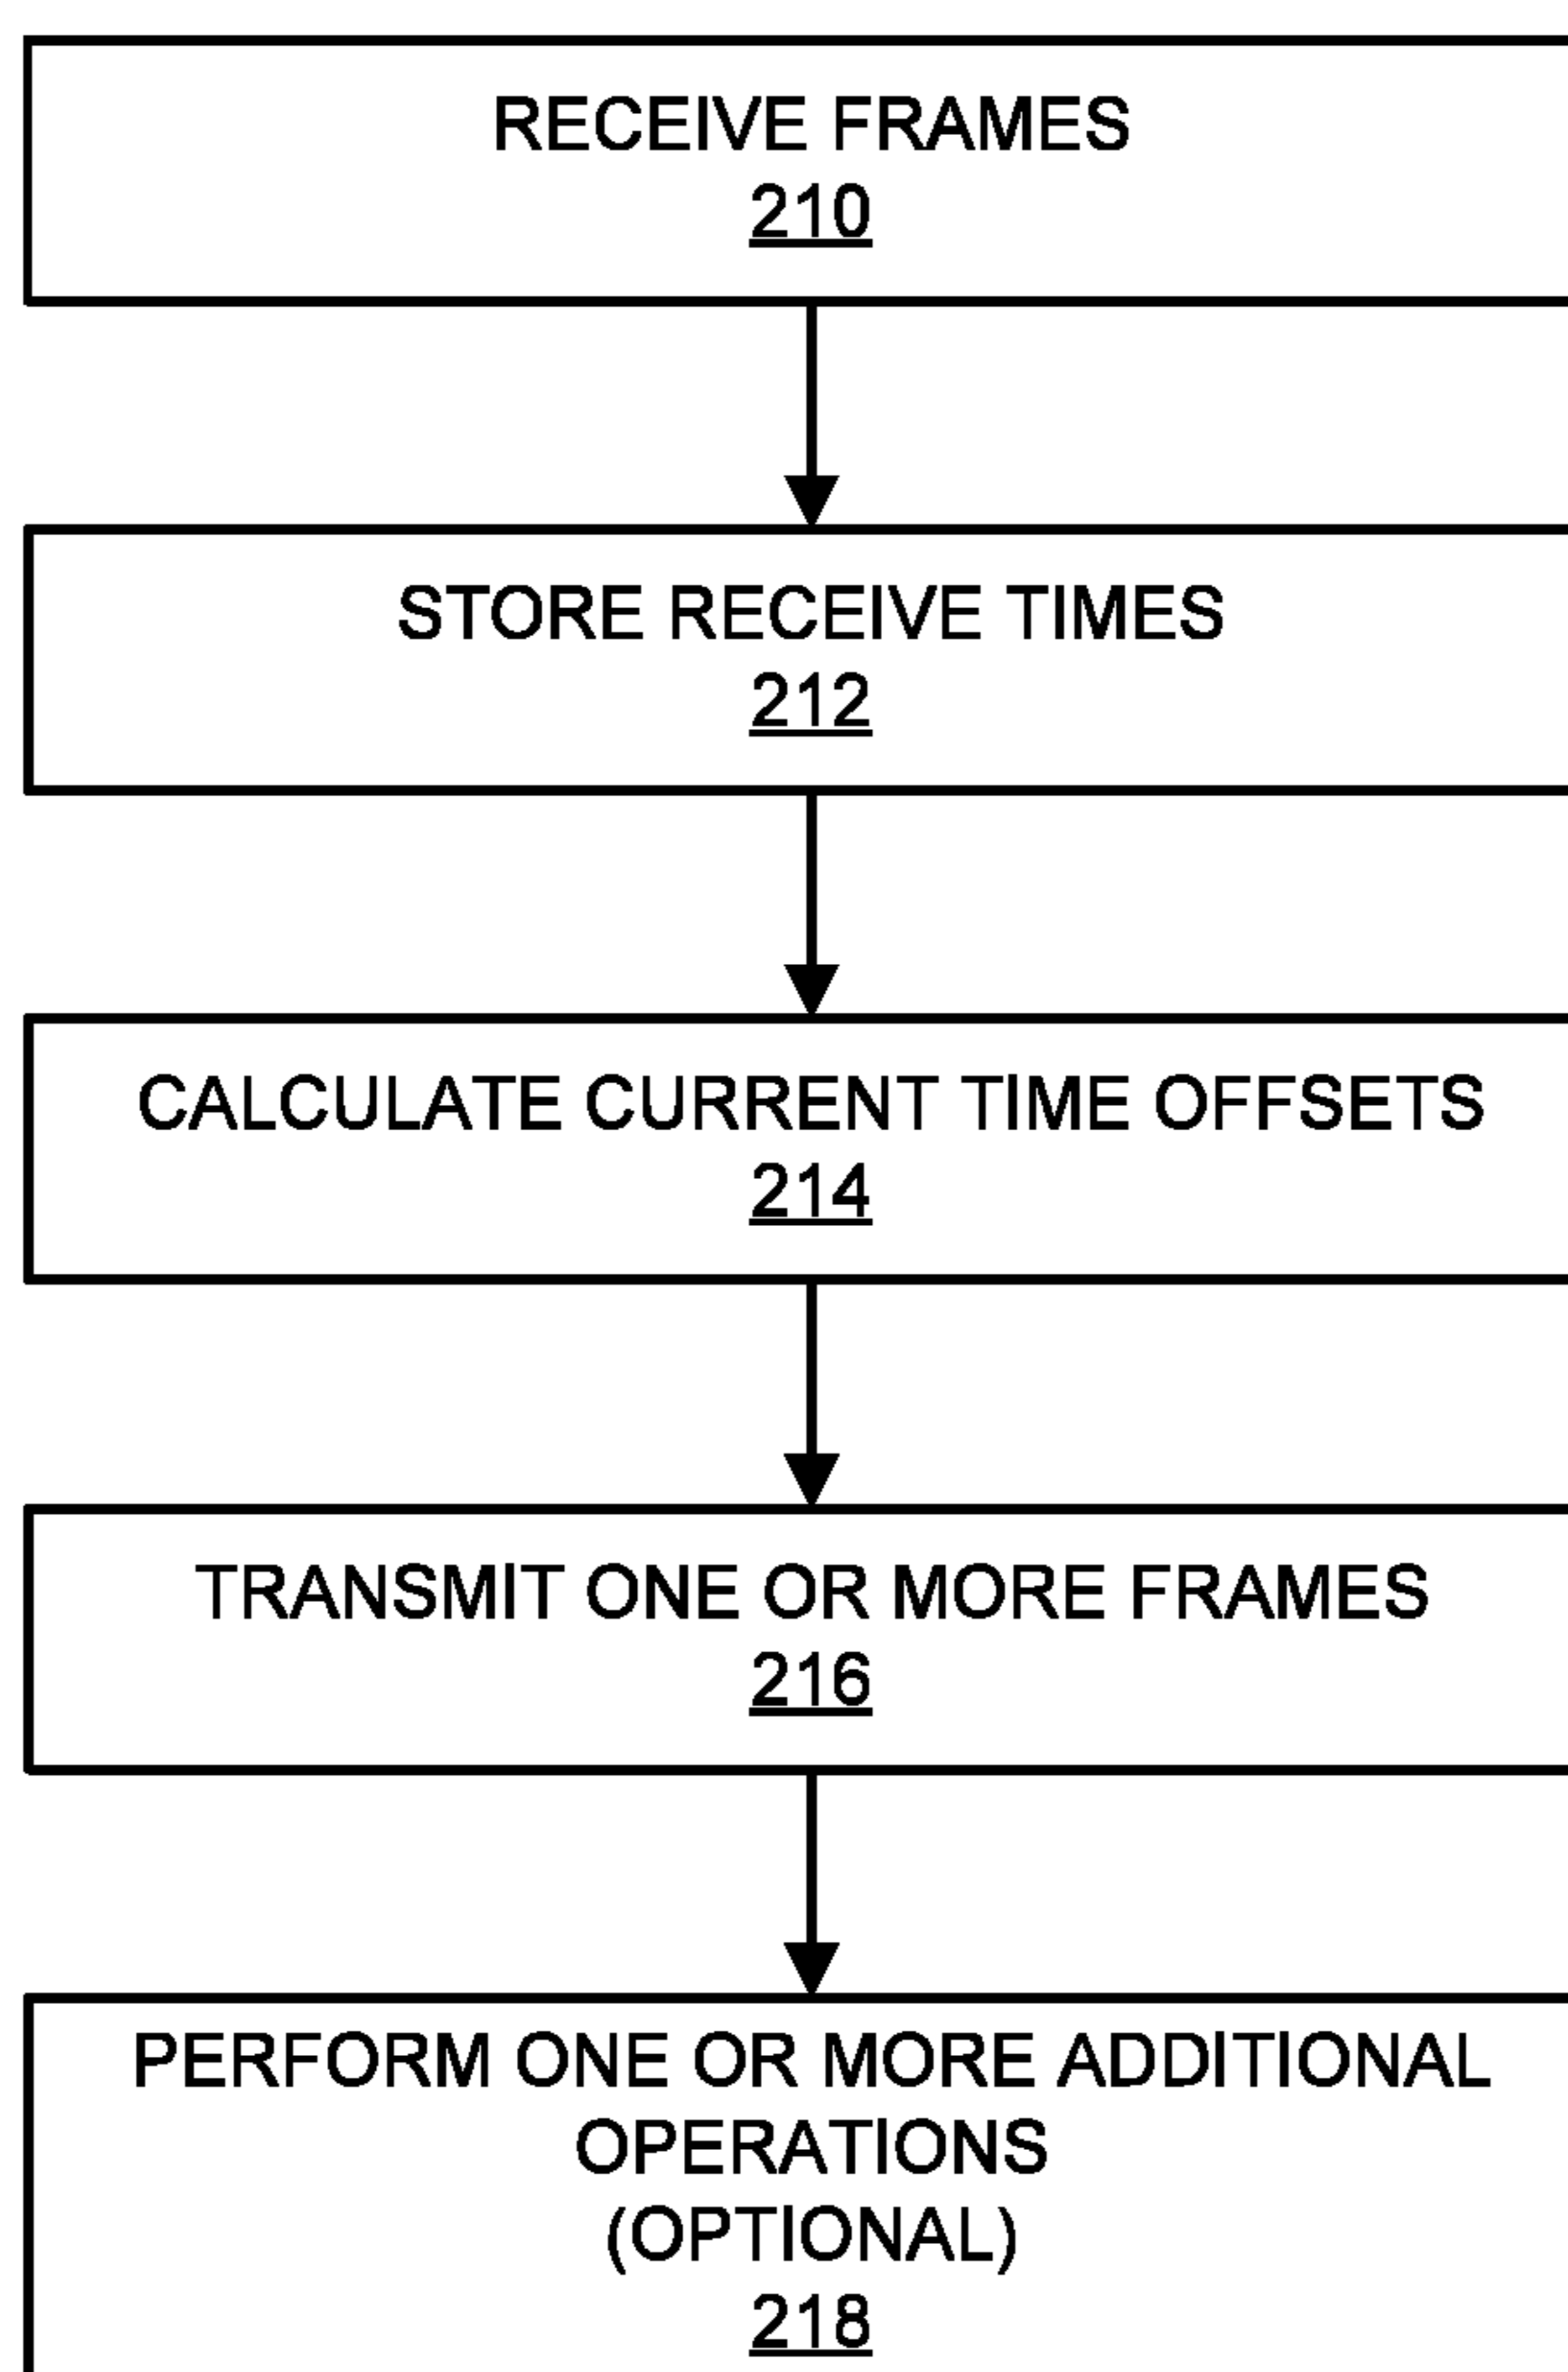 RECEIVE FRAMES
210
STORE RECEIVE TIMES
212
CALCULATE CURRENT TIME OFFSETS
214
TRANSMIT ONE OR MORE FRAMES
216
PERFORM ONE OR MORE ADDITIONAL
OPERATIONS
(OPTIONAL)
218